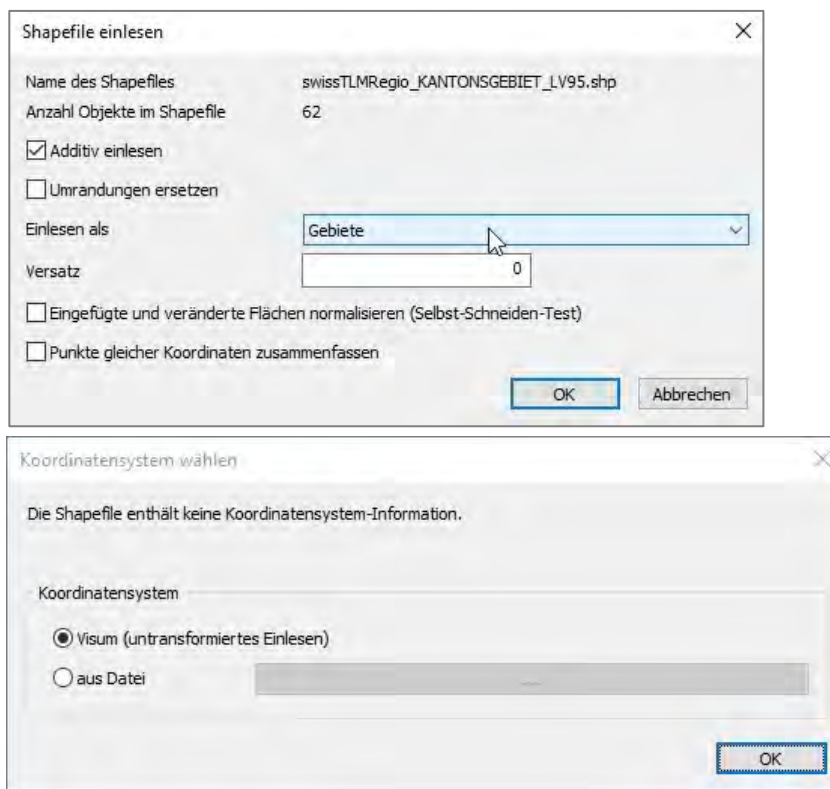 Shapefile einlesen
Name des Shapefiles swissTLMRegio_KANTONSGEBIET_LV95.shp
Anzahl Objekte im Shapefile 62
Additiv einlesen
Umrandungen ersetzen
Einlesen als Gebiete
Versatz 0
Eingefügte und veränderte Flächen normalisieren (Selbst-Schneiden-Test)
Punkte gleicher Koordinaten zusammenfassen
OK Abbrechen
Koordinatensystem wählen
Die Shapefile enthält keine Koordinatensystem-Information.
Koordinatensystem
Visum (untransformiertes Einlesen)
aus Datei ...
OK